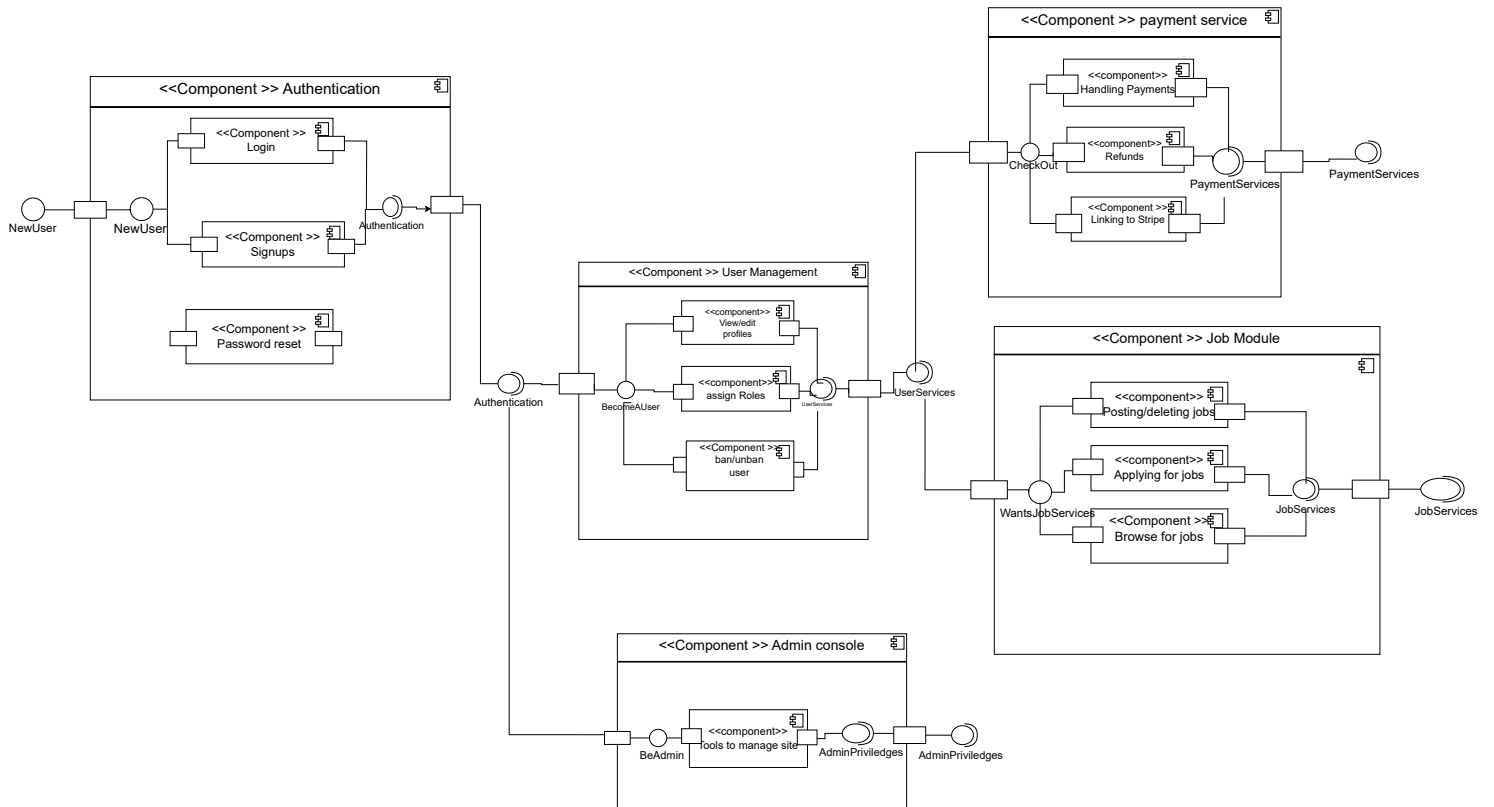 <<Component >> payment service
<<component>>
Handling Payments
<<component>>
Refunds
CheckOut
PaymentServices
PaymentServices
<<Component >>
Linking to Stripe
<<Component >> Authentication
<<Component >>
Login
NewUser
NewUser
Authentication
<<Component >>
Signups
<<Component >>
Password reset
Authentication
<<Component >> User Management
<<component>>
View/edit
profiles
<<component>>
assign Roles
BecomeAUser
UserServices
<<Component >>
ban/unban
user
UserServices
<<Component >> Job Module
<<component>>
Posting/deleting jobs
<<component>>
Applying for jobs
WantsJobServices
<<Component >>
Browse for jobs
JobServices
JobServices
<<Component >> Admin console
<<component>>
Tools to manage site
BeAdmin
AdminPriviledges
AdminPriviledges